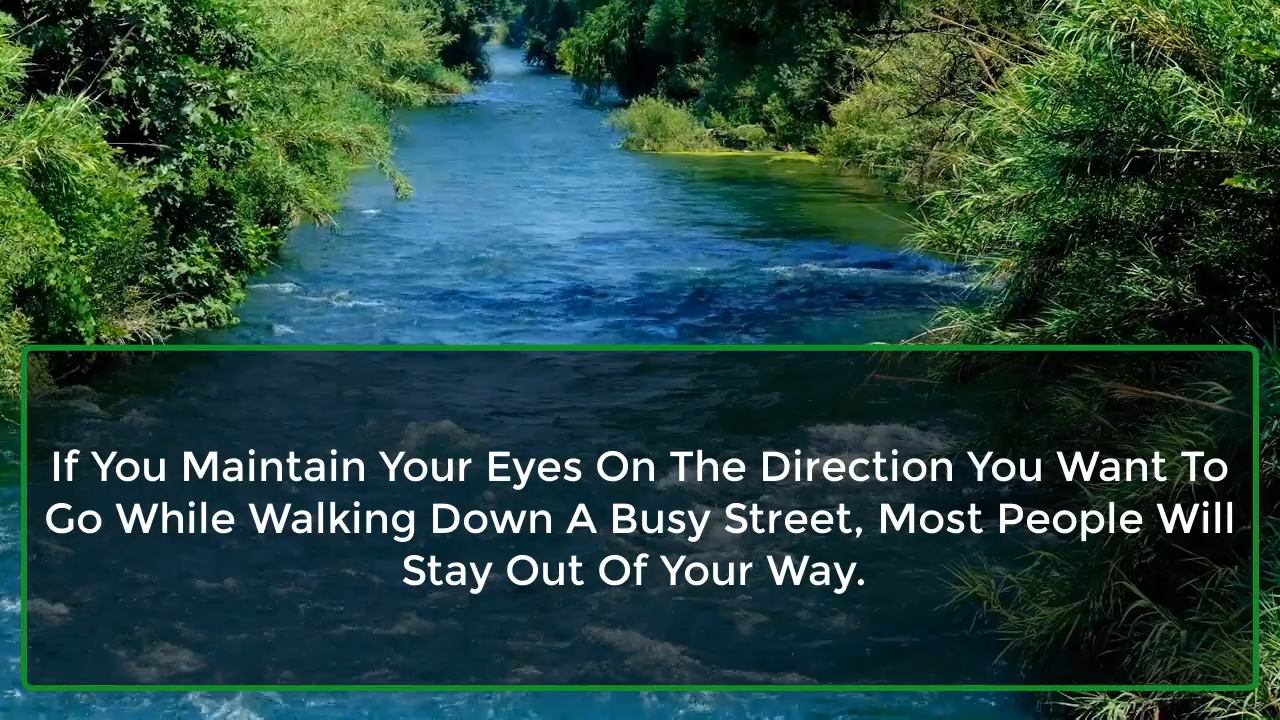 If You Maintain Your Eyes On The Direction You Want To
Go While Walking Down A Busy Street, Most People Will
Stay Out Of Your Way.